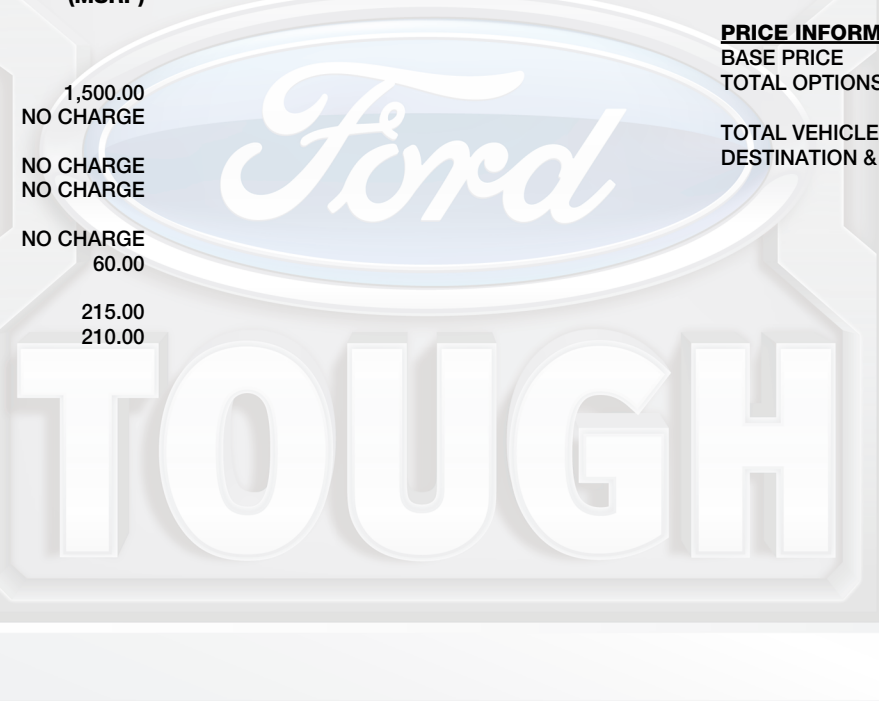 (MSRP)
1,500.00
NO CHARGE
NO CHARGE
NO CHARGE
NO CHARGE
60.00
215.00
210.00
PRICE INFORM
BASE PRICE
TOTAL OPTIONS
TOTAL VEHICLE
DESTINATION &
Ford
TOUGH